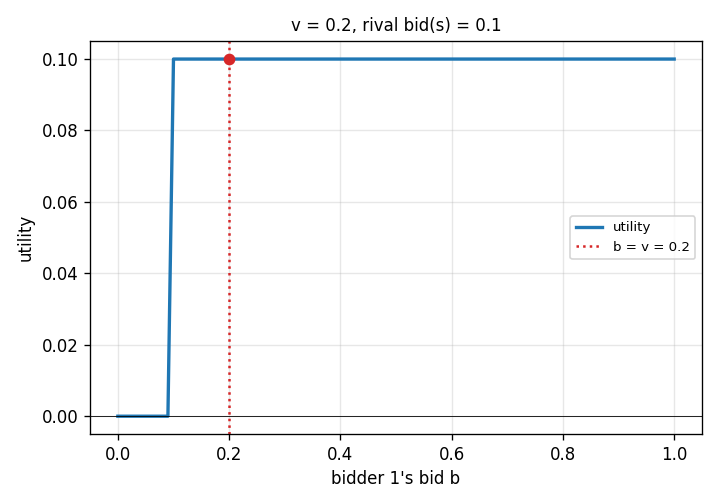 v = 0.2, rival bid(s) = 0.1
utility
0.10
0.08
0.06
0.04
0.02
0.00
utility
b = v = 0.2
0.0 0.2 0.4 0.6 0.8 1.0
bidder 1's bid b